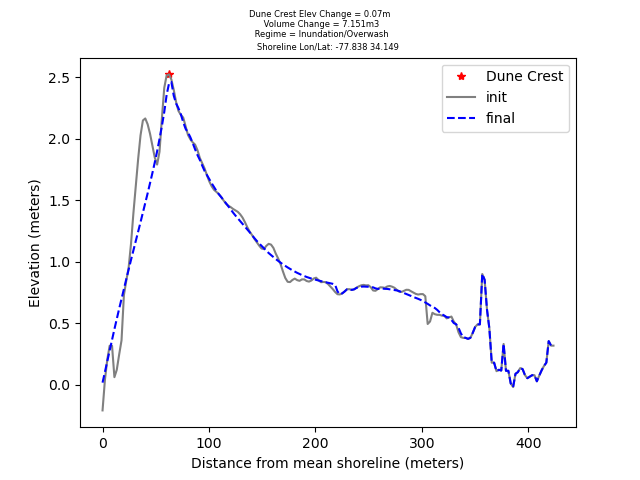 Dune Crest Elev Change = 0.07m
Volume Change = 7.151m3
Regime = Inundation/Overwash
Shoreline Lon/Lat: -77.838 34.149
Dune Crest
init
final
2.5
2.0
1.5
1.0
0.5
0.0
Elevation (meters)
0
100
200
300
400
Distance from mean shoreline (meters)